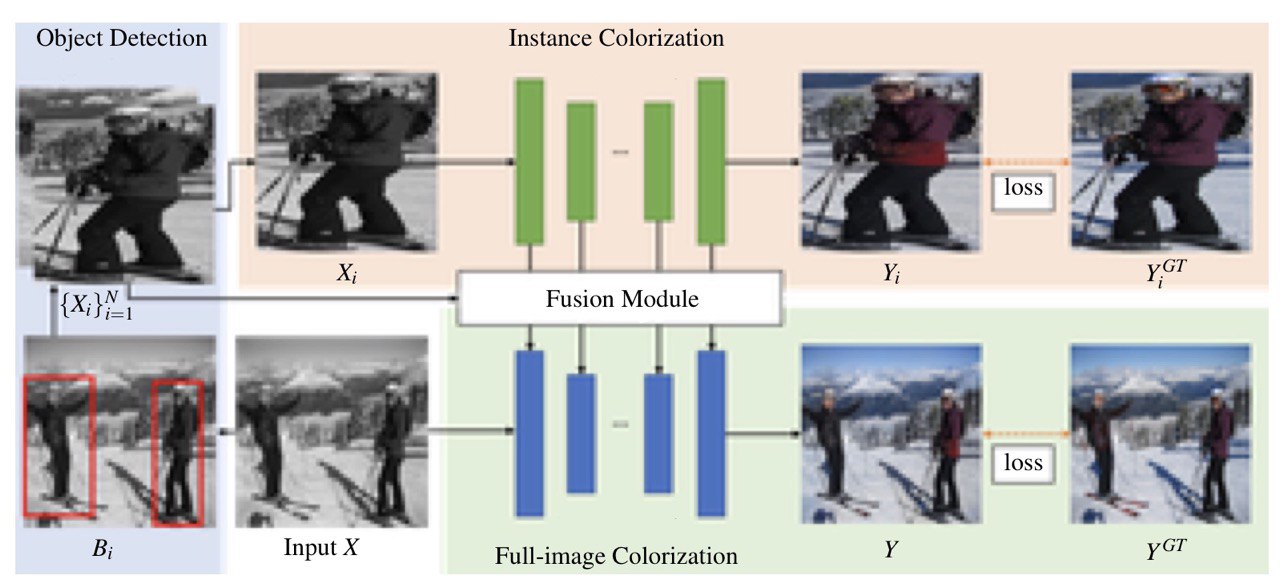 Object Detection
Instance Colorization
loss
X_i
Y_i
Y_i^{GT}
{X_i}_{i=1}^N
Fusion Module
loss
B_i
Input X
Full-image Colorization
Y
Y^{GT}